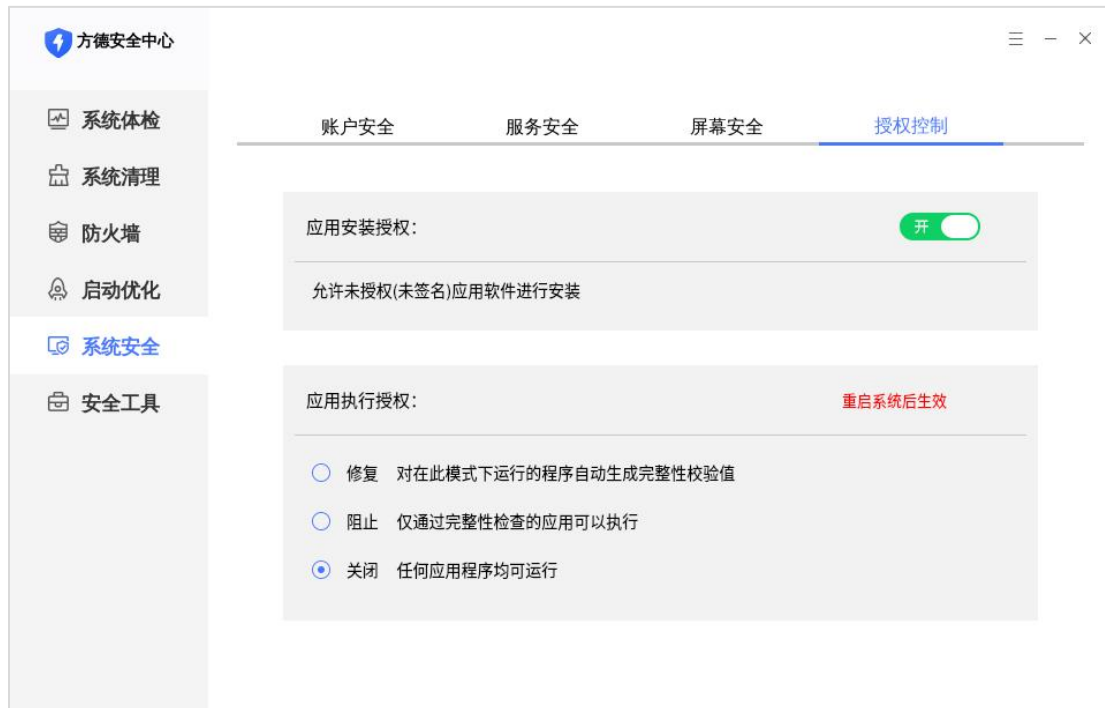 方德安全中心
系统体检
系统清理
防火墙
启动优化
系统安全
安全工具
账户安全 服务安全 屏幕安全 授权控制
应用安装授权： 开
允许未授权(未签名)应用软件进行安装
应用执行授权： 重启系统后生效
修复 对在此模式下运行的程序自动生成完整性校验值
阻止 仅通过完整性检查的应用可以执行
关闭 任何应用程序均可运行